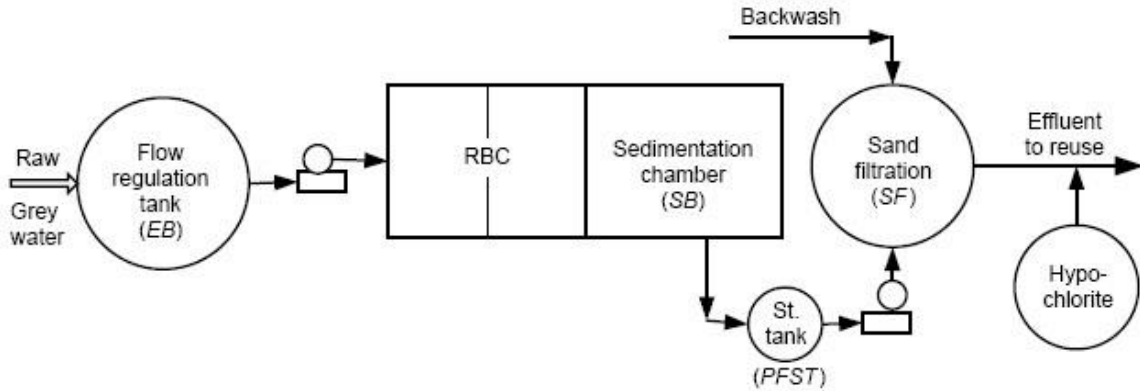 Backwash
Raw
Grey
water
Flow
regulation
tank
(EB)
RBC
Sedimentation
chamber
(SB)
Sand
filtration
(SF)
Effluent
to reuse
Hypo-
chlorite
St.
tank
(PFST)